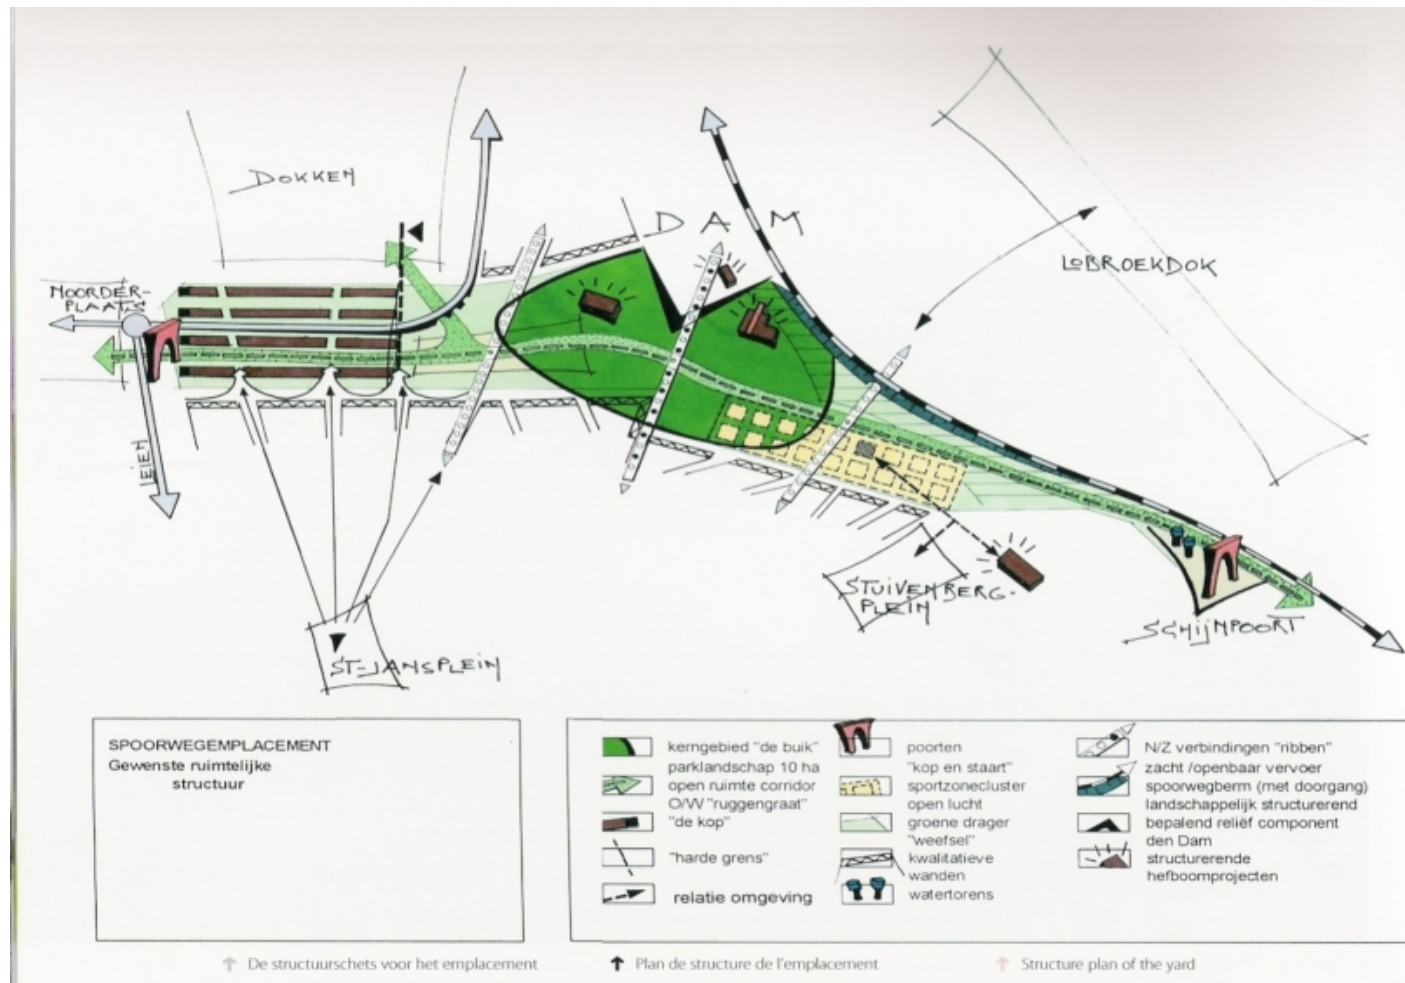 DOKKEN
DAM
LOBROEKDOK
NOORDER-
PLAATS
LEIEN
STUIVENBERG-
PLEIN
SCHIJNPOORT
ST-JANSPLEIN
SPOORWEGEMPLACEMENT
Gewenste ruimtelijke
structuur
kerngebied "de buik"
parklandschap 10 ha
open ruimte corridor
O/W "ruggengraat"
"de kop"
"harde grens"
relatie omgeving
poorten
"kop en staart"
sportzonecluster
open lucht
groene drager
"weefsel"
kwalitatieve
wanden
watertorens
N/Z verbindingen "ribben"
zacht /openbaar vervoer
spoorwegberm (met doorgang)
landschappelijk structurerend
bepalend reliëf component
den Dam
structurerende
hefboomprojecten
De structuurschets voor het emplacement
Plan de structure de l'emplacement
Structure plan of the yard